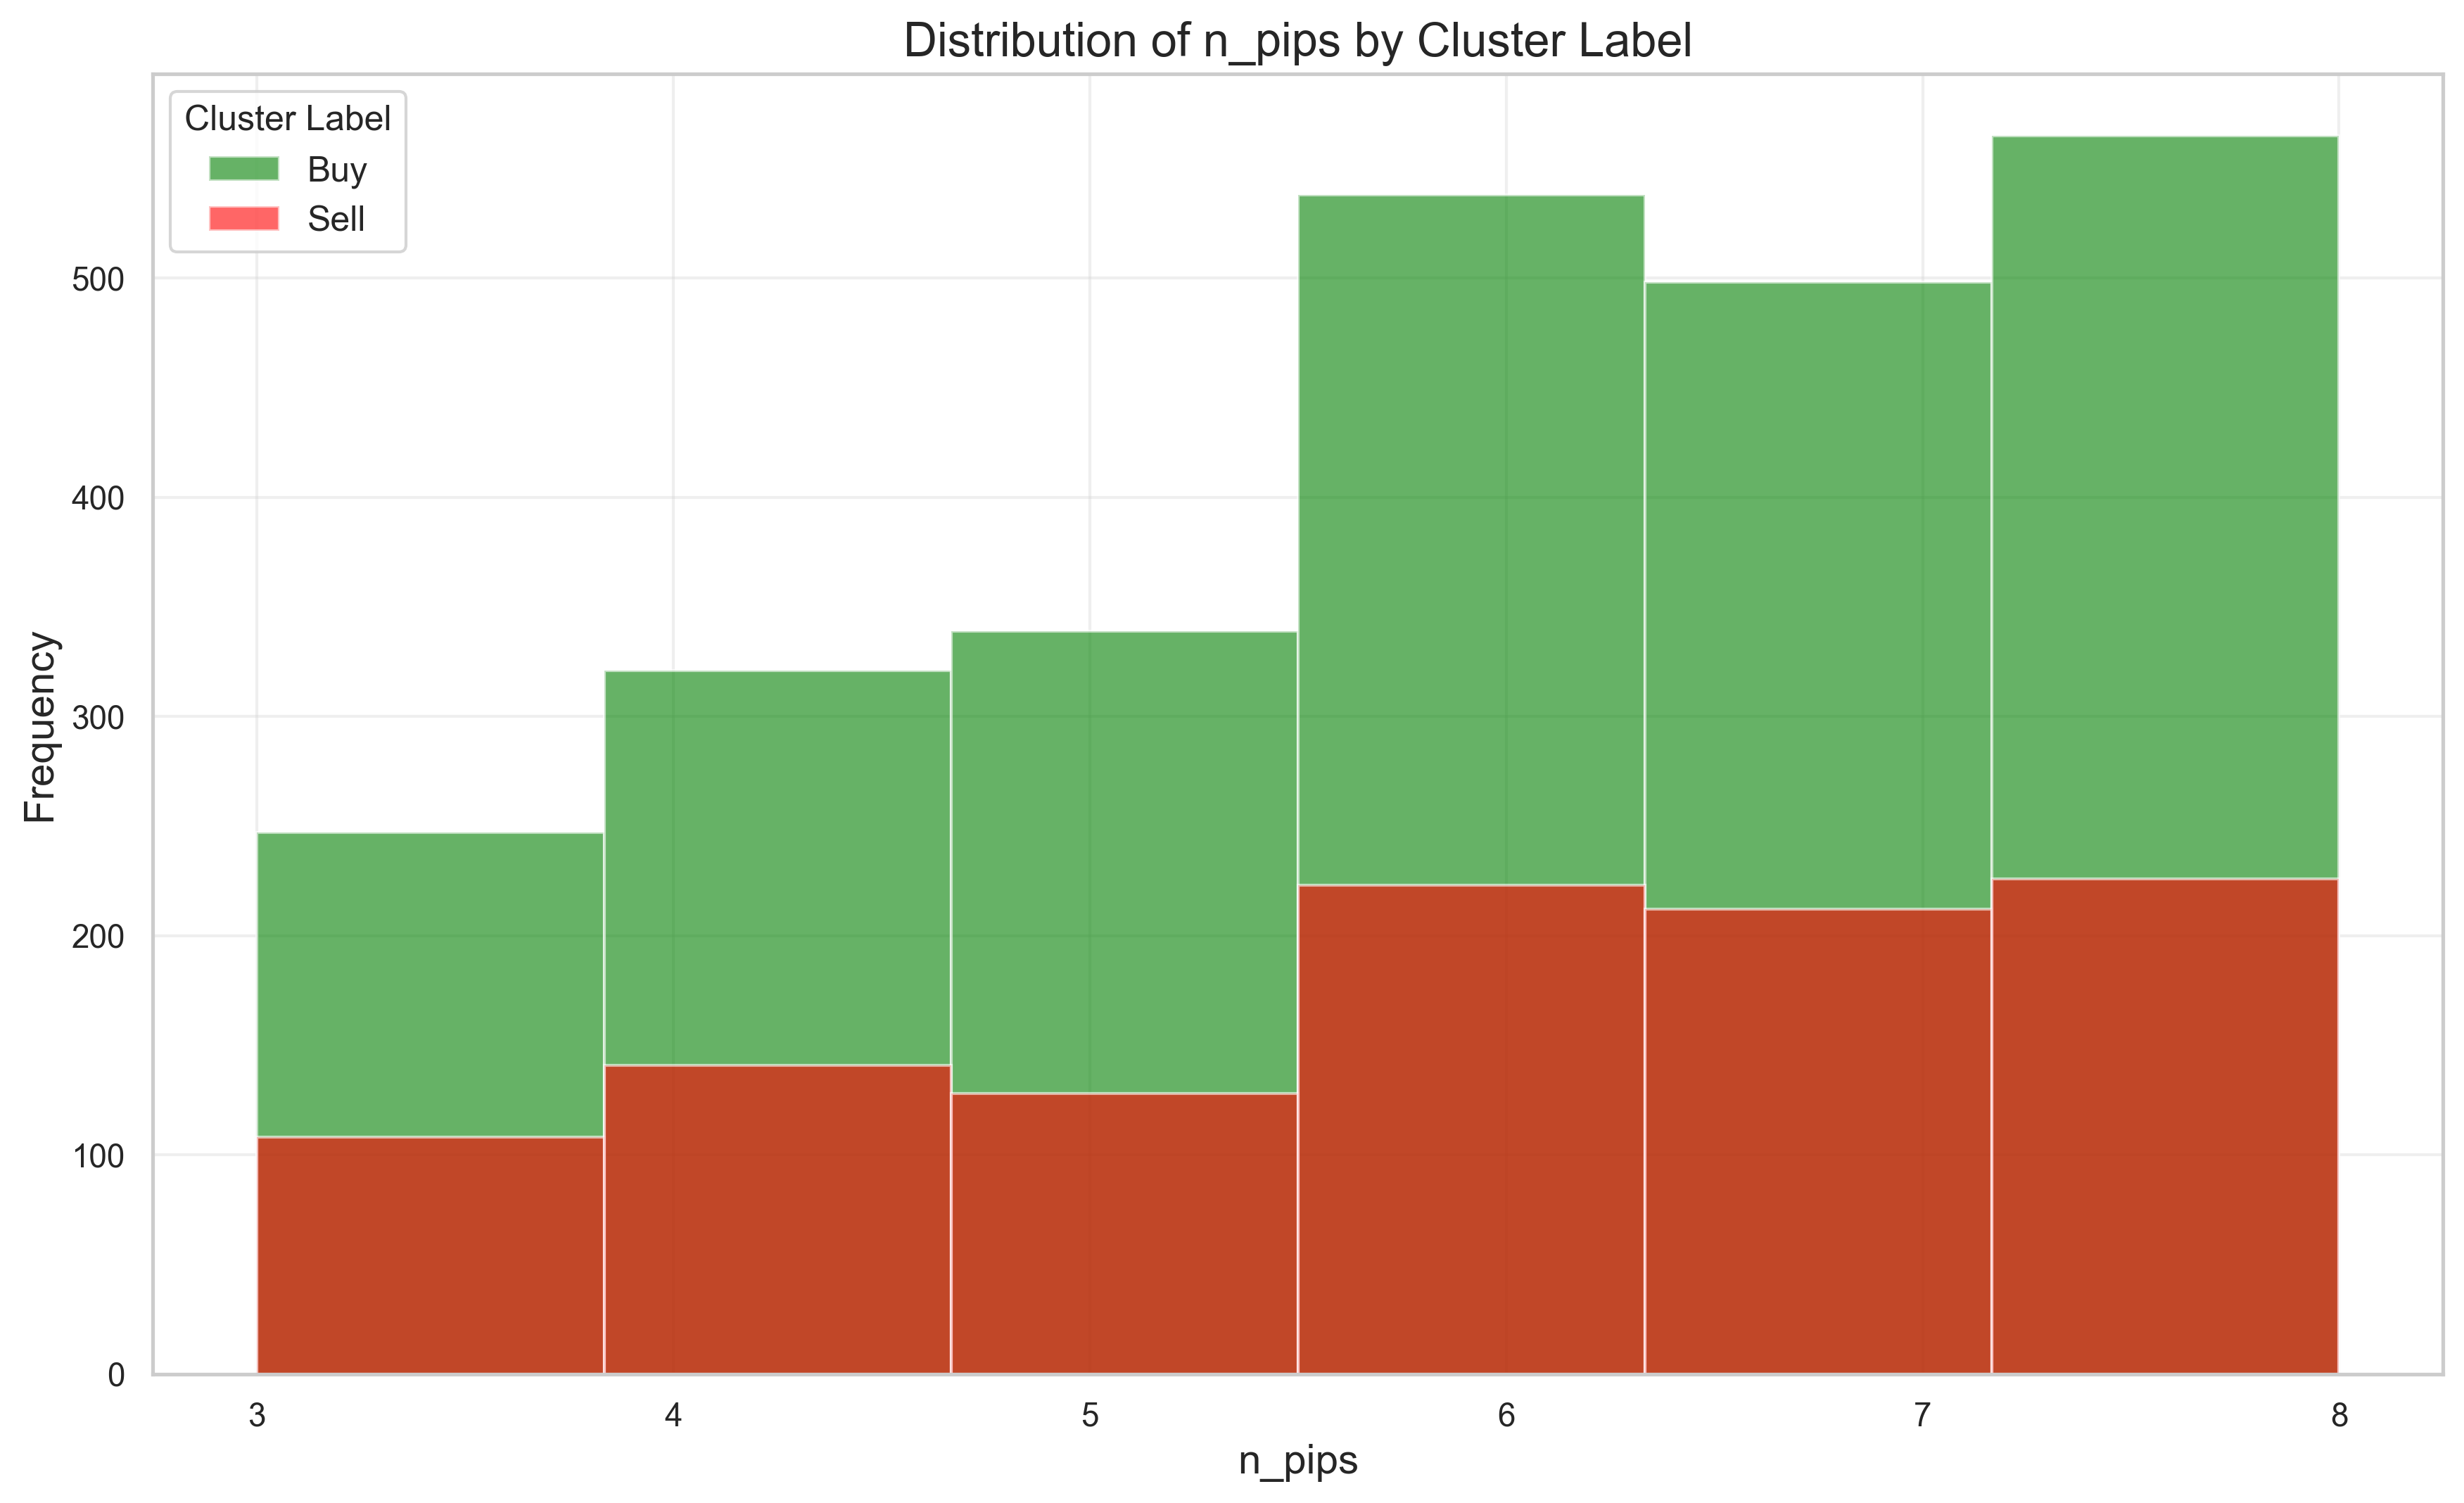 Distribution of n_pips by Cluster Label
Cluster Label
Buy
Sell
Frequency
500
400
300
200
100
0
3 4 5 6 7 8
n_pips